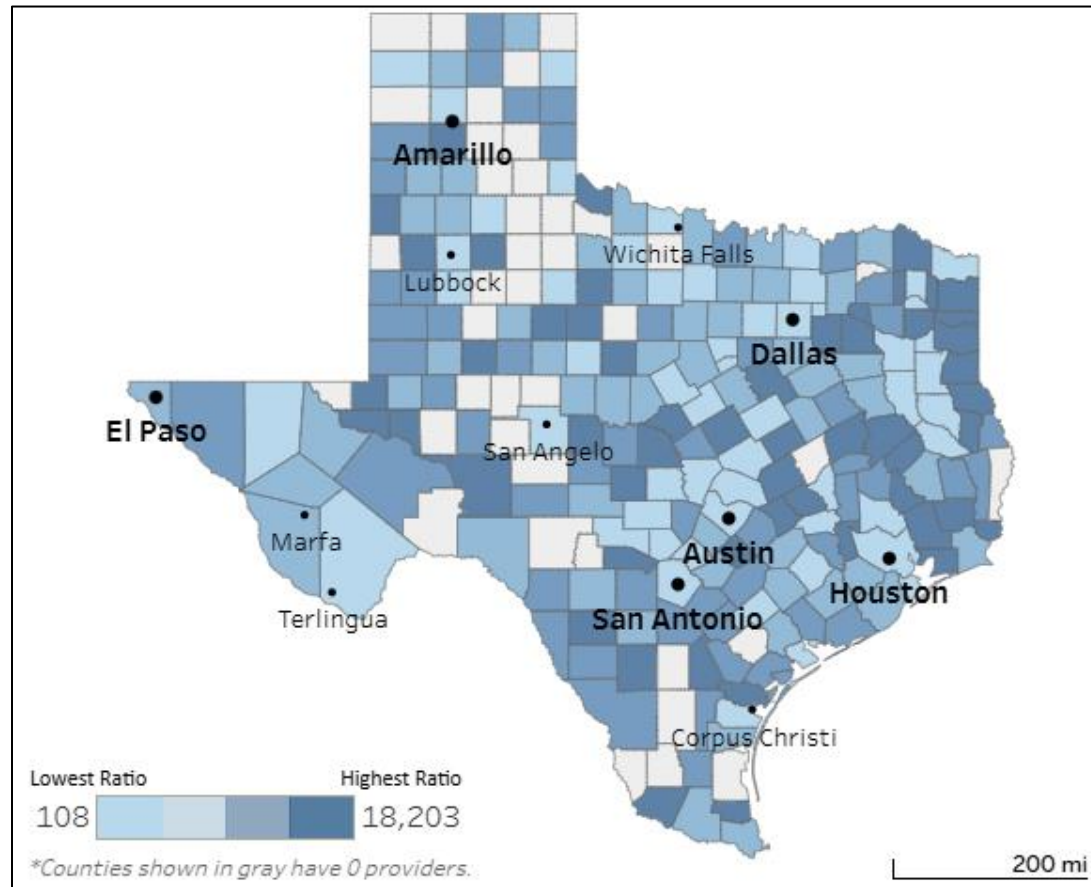 Amarillo
Wichita Falls
Lubbock
Dallas
El Paso
San Angelo
Marfa
Austin
Houston
San Antonio
Terlingua
Corpus Christi
Lowest Ratio Highest Ratio
108 18,203
*Counties shown in gray have 0 providers.
200 mi